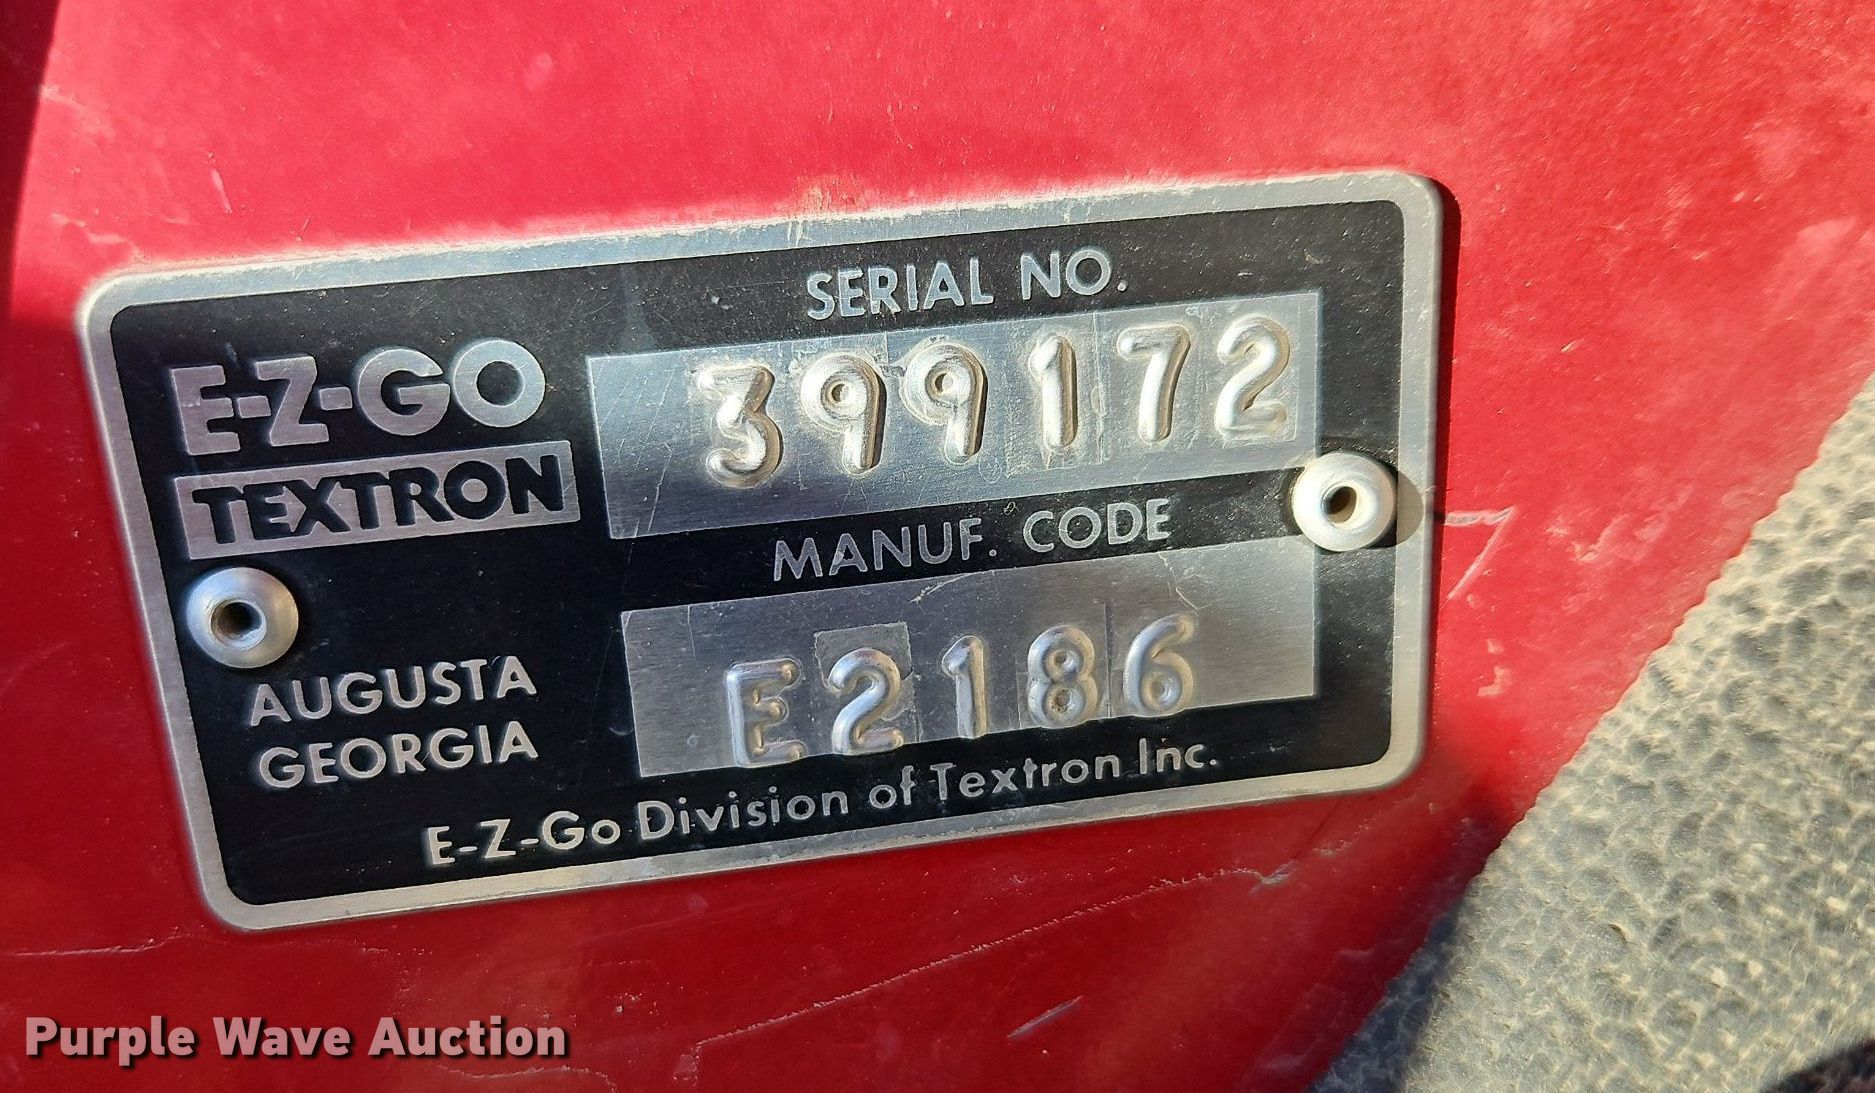 SERIAL NO.
399172
E-Z-GO
TEXTRON
MANUF. CODE
E2186
AUGUSTA
GEORGIA
E-Z-Go Division of Textron Inc.
Purple Wave Auction